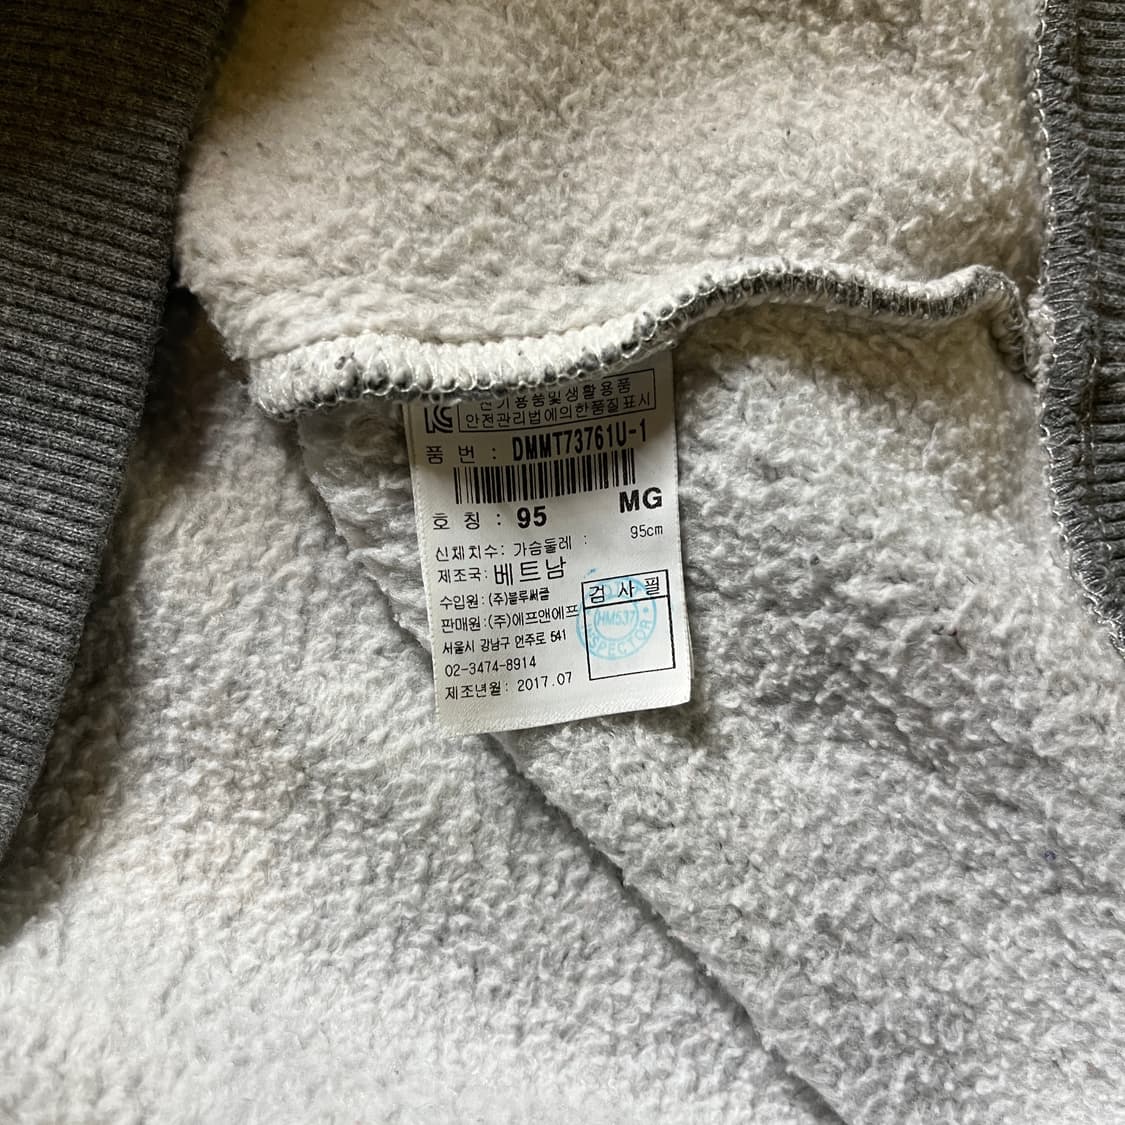 전기용품및생활용품
안전관리법에의한품질표시
품 번 : DMMT73761U-1
호 칭 : 95 MG
신체치수: 가슴둘레 : 95cm
제조국: 베트남
수입원: (주)블루써클
판매원: (주)에프앤에프
서울시 강남구 언주로 541
02-3474-8914
제조년월: 2017.07
검 사 필
HM537
INSPECTOR